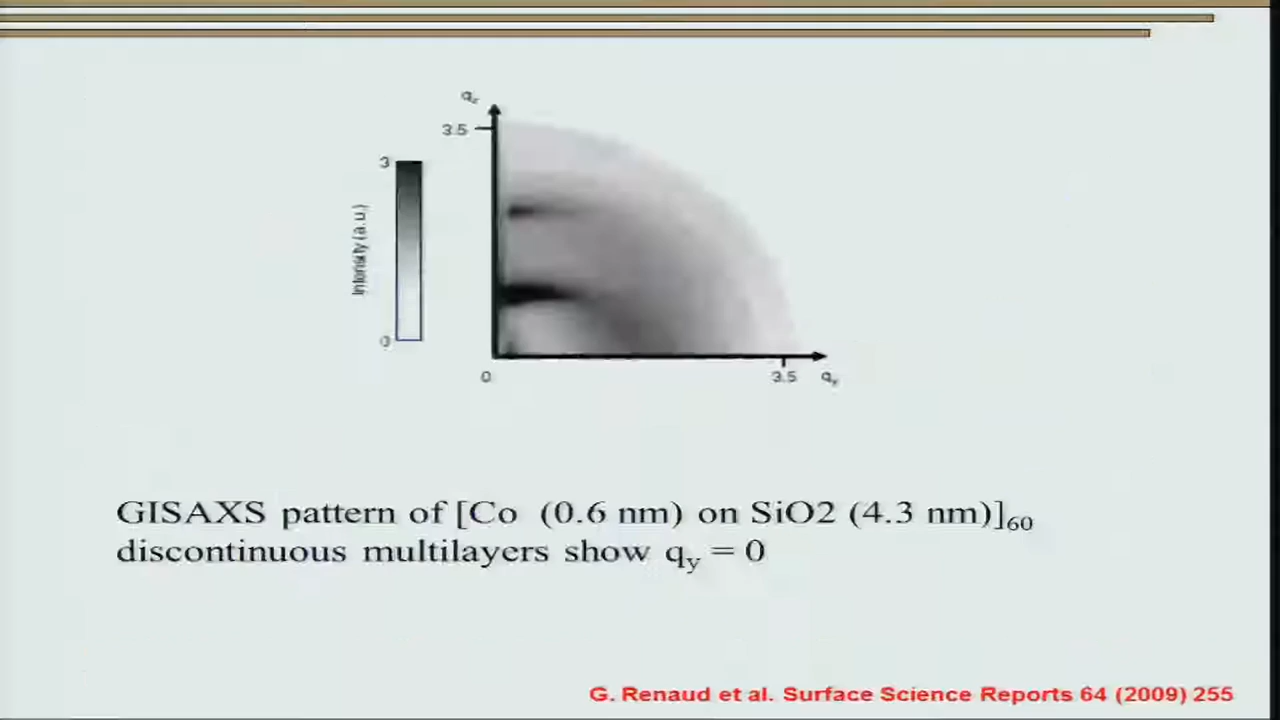 qz
3.5
3
Intensity (a.u.)
0
0
3.5 qy
GISAXS pattern of [Co (0.6 nm) on SiO2 (4.3 nm)]60
discontinuous multilayers show qy = 0
G. Renaud et al. Surface Science Reports 64 (2009) 255